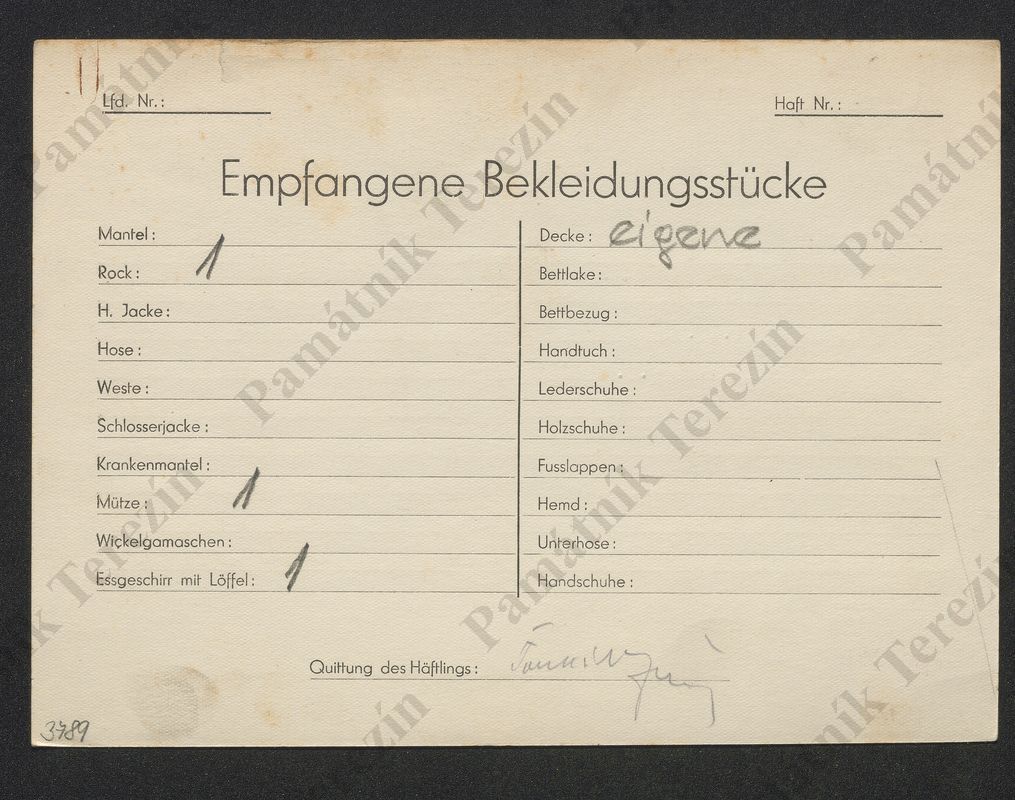 Lfd. Nr.:
Haft Nr.:
Empfangene Bekleidungsstücke
Mantel:
Rock: 1
H. Jacke:
Hose:
Weste:
Schlosserjacke:
Krankenmantel:
Mütze: 1
Wickelgamaschen:
Essgeschirr mit Löffel: 1
Decke: eigene
Bettlake:
Bettbezug:
Handtuch:
Lederschuhe:
Holzschuhe:
Fusslappen:
Hemd:
Unterhose:
Handschuhe:
Quittung des Häftlings:
3789
Památník Terezín